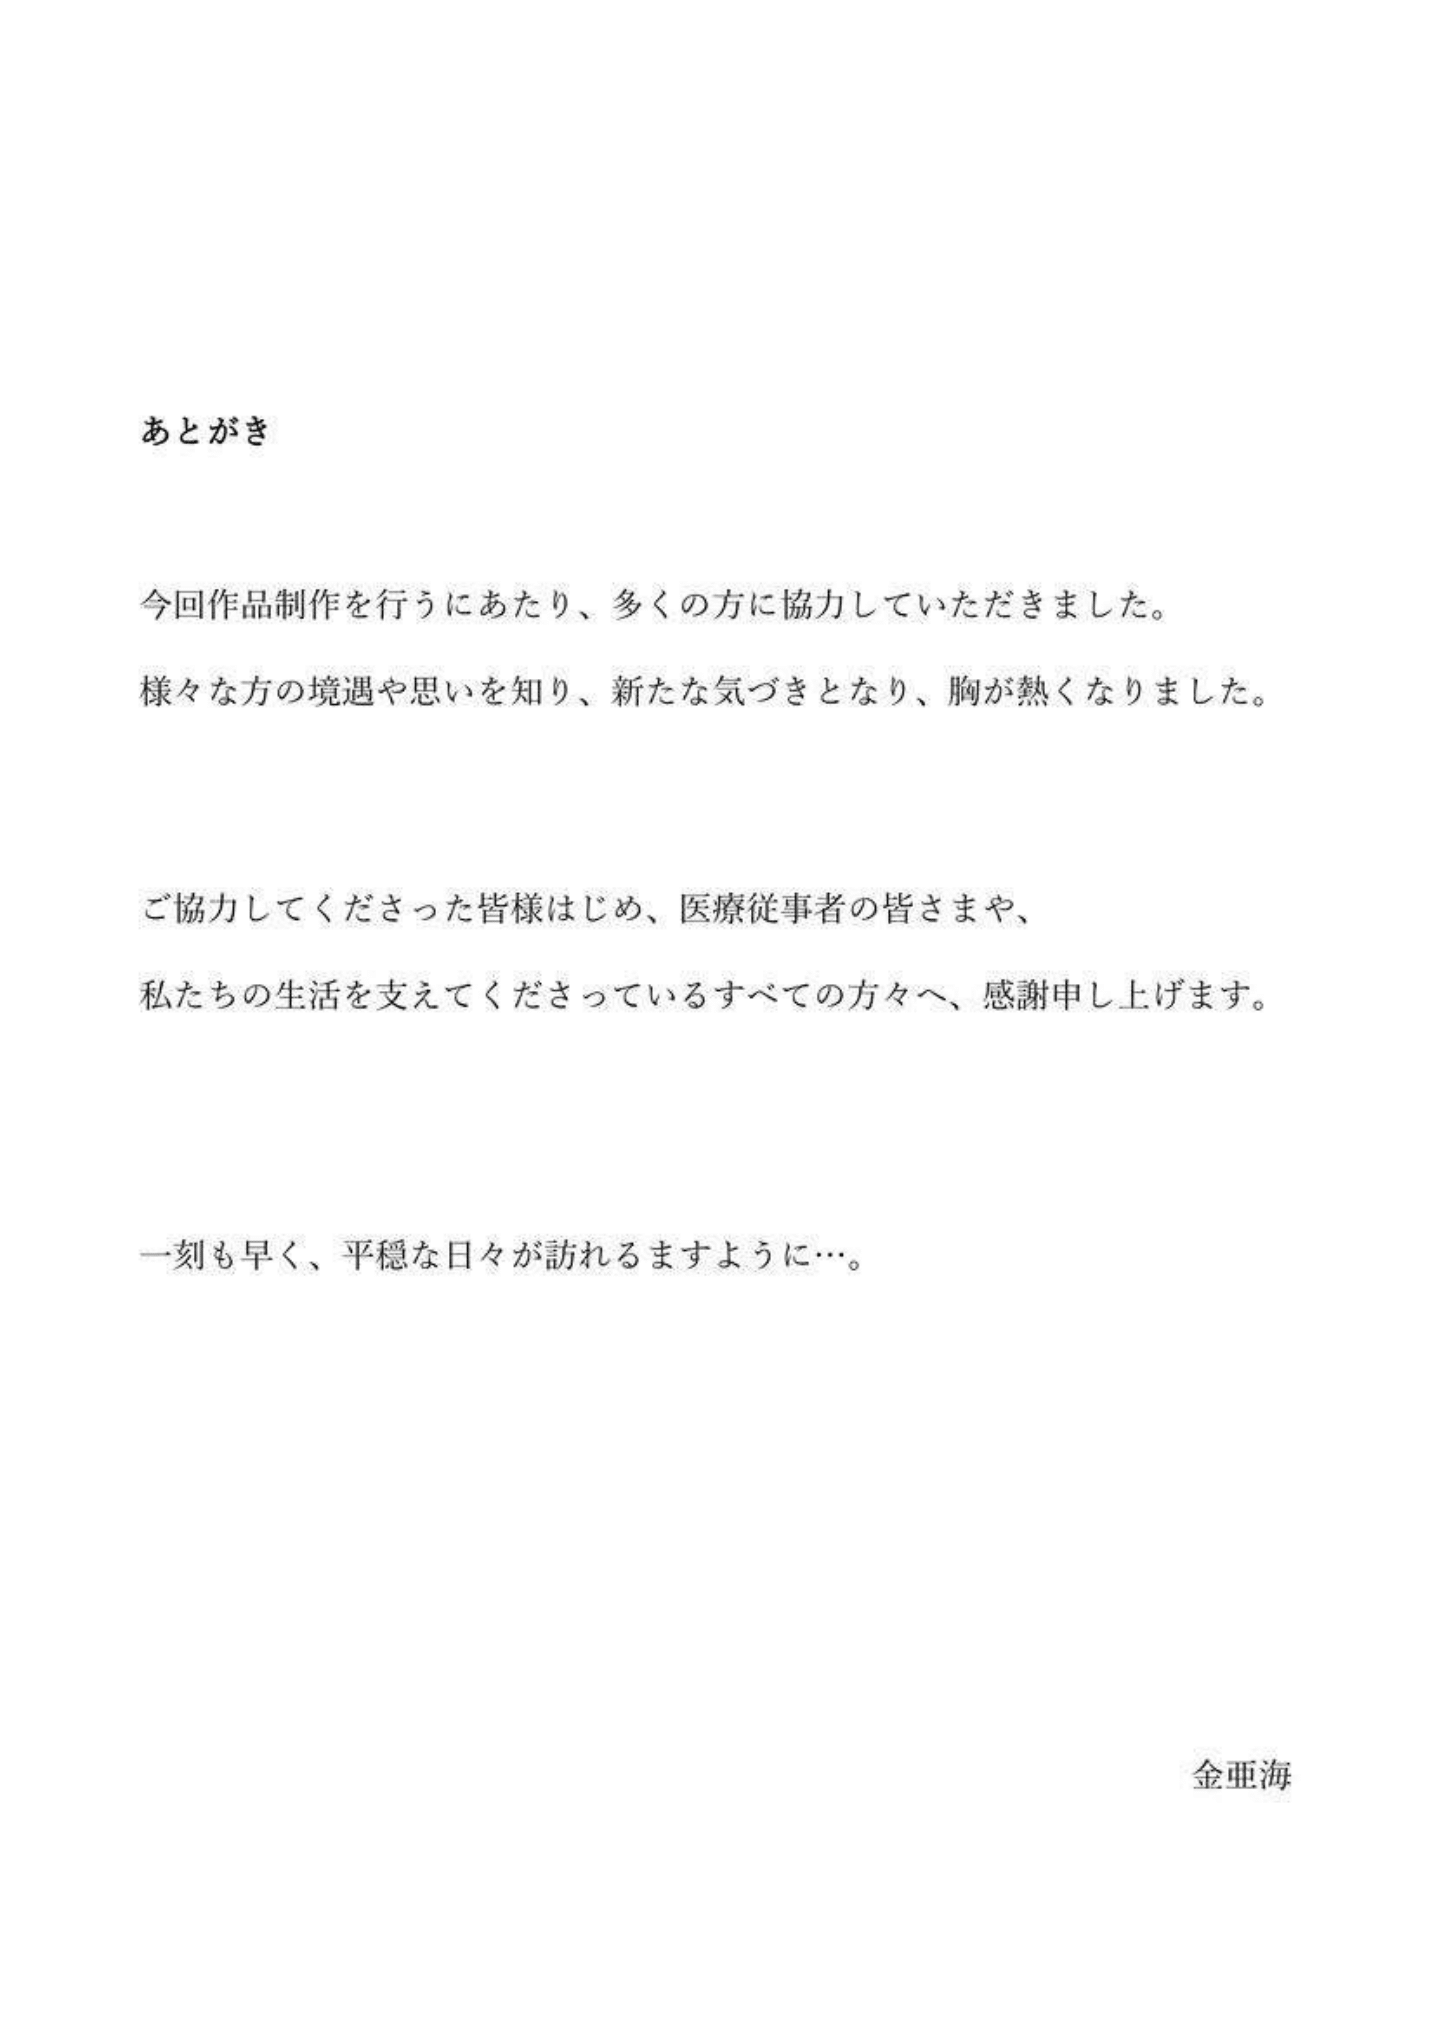 あとがき
今回作品制作を行うにあたり、多くの方に協力していただきました。
様々な方の境遇や思いを知り、新たな気づきとなり、胸が熱くなりました。
ご協力してくださった皆様はじめ、医療従事者の皆さまや、
私たちの生活を支えてくださっているすべての方々へ、感謝申し上げます。
一刻も早く、平穏な日々が訪れるますように…。
金亜海